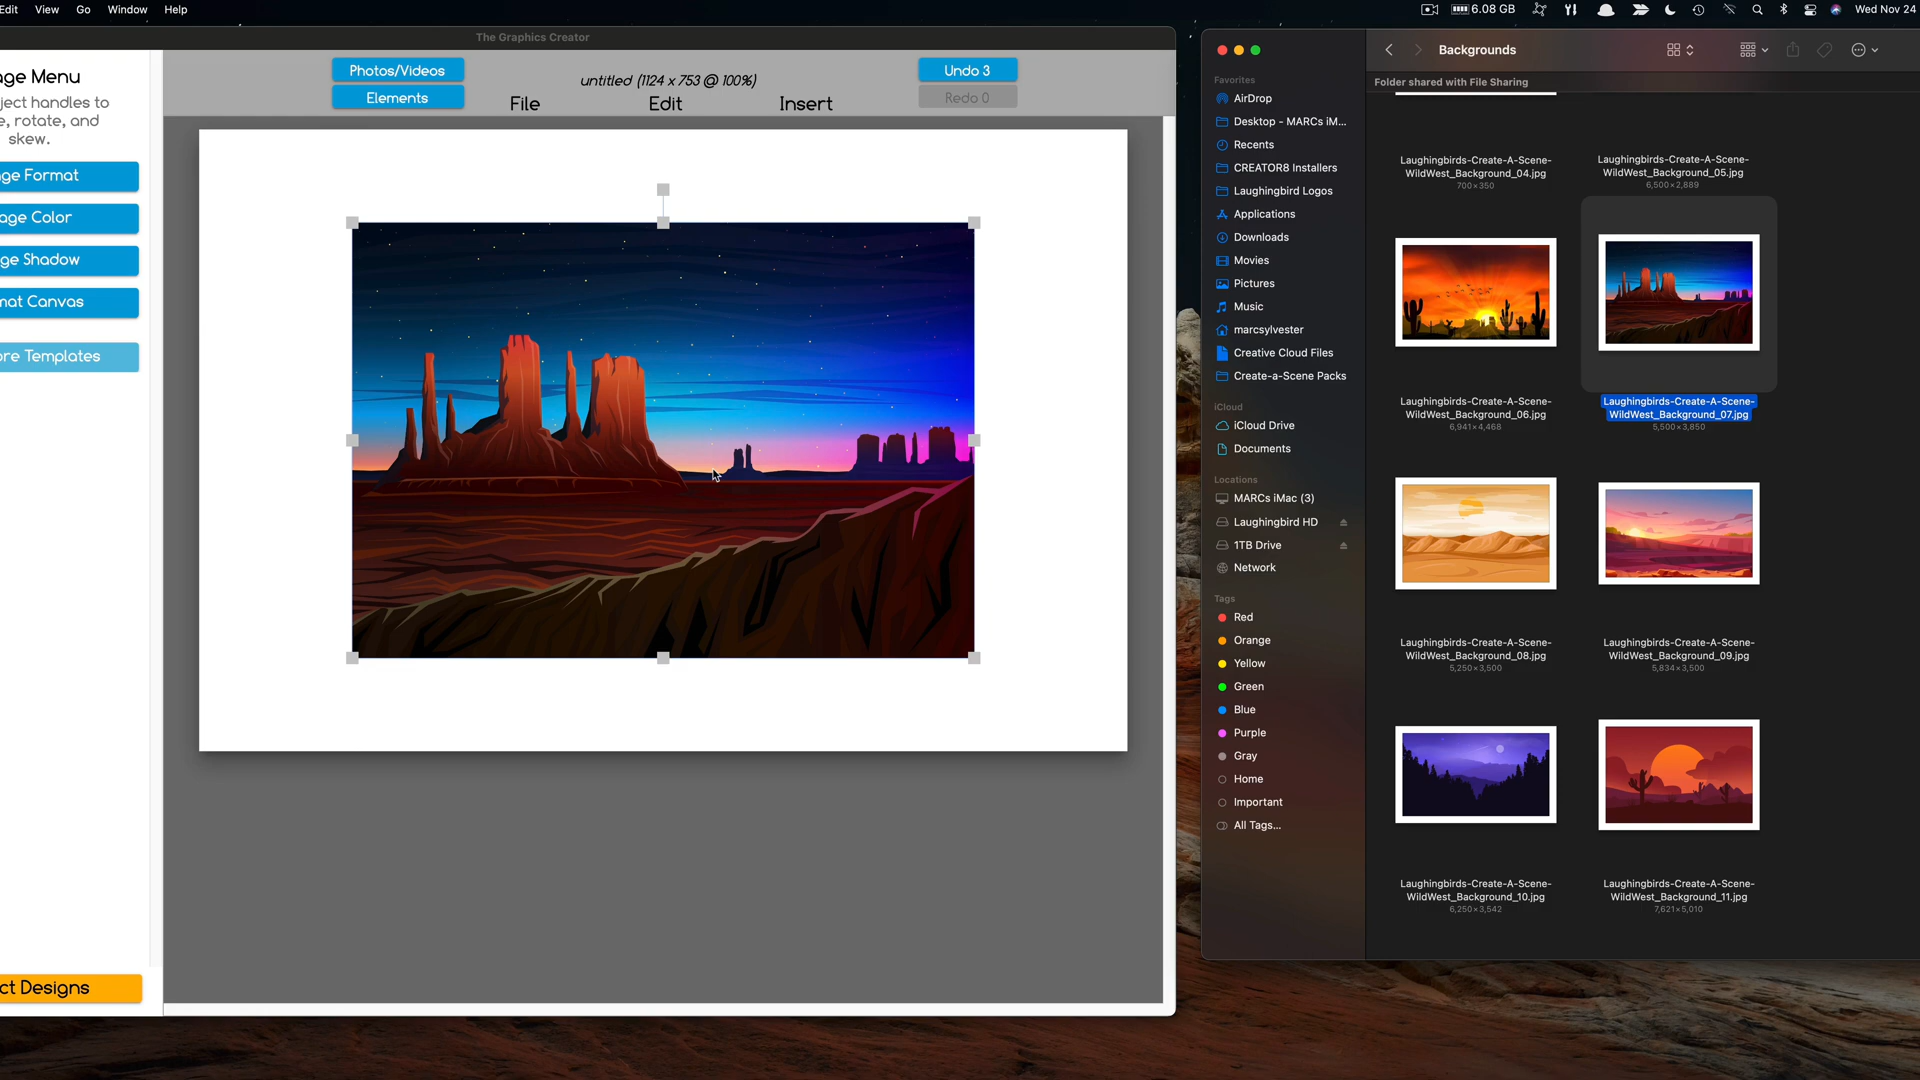 Edit View Go Window Help
6.08 GB
Wed Nov 24
The Graphics Creator
ge Menu
ject handles to
e, rotate, and
skew.
ge Format
age Color
ge Shadow
mat Canvas
ore Templates
ct Designs
Photos/Videos
Elements
untitled (1124 x 753 @ 100%)
File Edit Insert
Undo 3
Redo 0
Favorites
AirDrop
Desktop - MARCs iM...
Recents
CREATOR8 Installers
Laughingbird Logos
Applications
Downloads
Movies
Pictures
Music
marcsylvester
Creative Cloud Files
Create-a-Scene Packs
iCloud
iCloud Drive
Documents
Locations
MARCs iMac (3)
Laughingbird HD
1TB Drive
Network
Tags
Red
Orange
Yellow
Green
Blue
Purple
Gray
Home
Important
All Tags...
Backgrounds
Folder shared with File Sharing
Laughingbirds-Create-A-Scene-
WildWest_Background_04.jpg
700×350
Laughingbirds-Create-A-Scene-
WildWest_Background_05.jpg
6,500×2,889
Laughingbirds-Create-A-Scene-
WildWest_Background_06.jpg
6,941×4,468
Laughingbirds-Create-A-Scene-
WildWest_Background_07.jpg
5,500×3,850
Laughingbirds-Create-A-Scene-
WildWest_Background_08.jpg
5,250×3,500
Laughingbirds-Create-A-Scene-
WildWest_Background_09.jpg
5,834×3,500
Laughingbirds-Create-A-Scene-
WildWest_Background_10.jpg
6,250×3,542
Laughingbirds-Create-A-Scene-
WildWest_Background_11.jpg
7,621×5,010